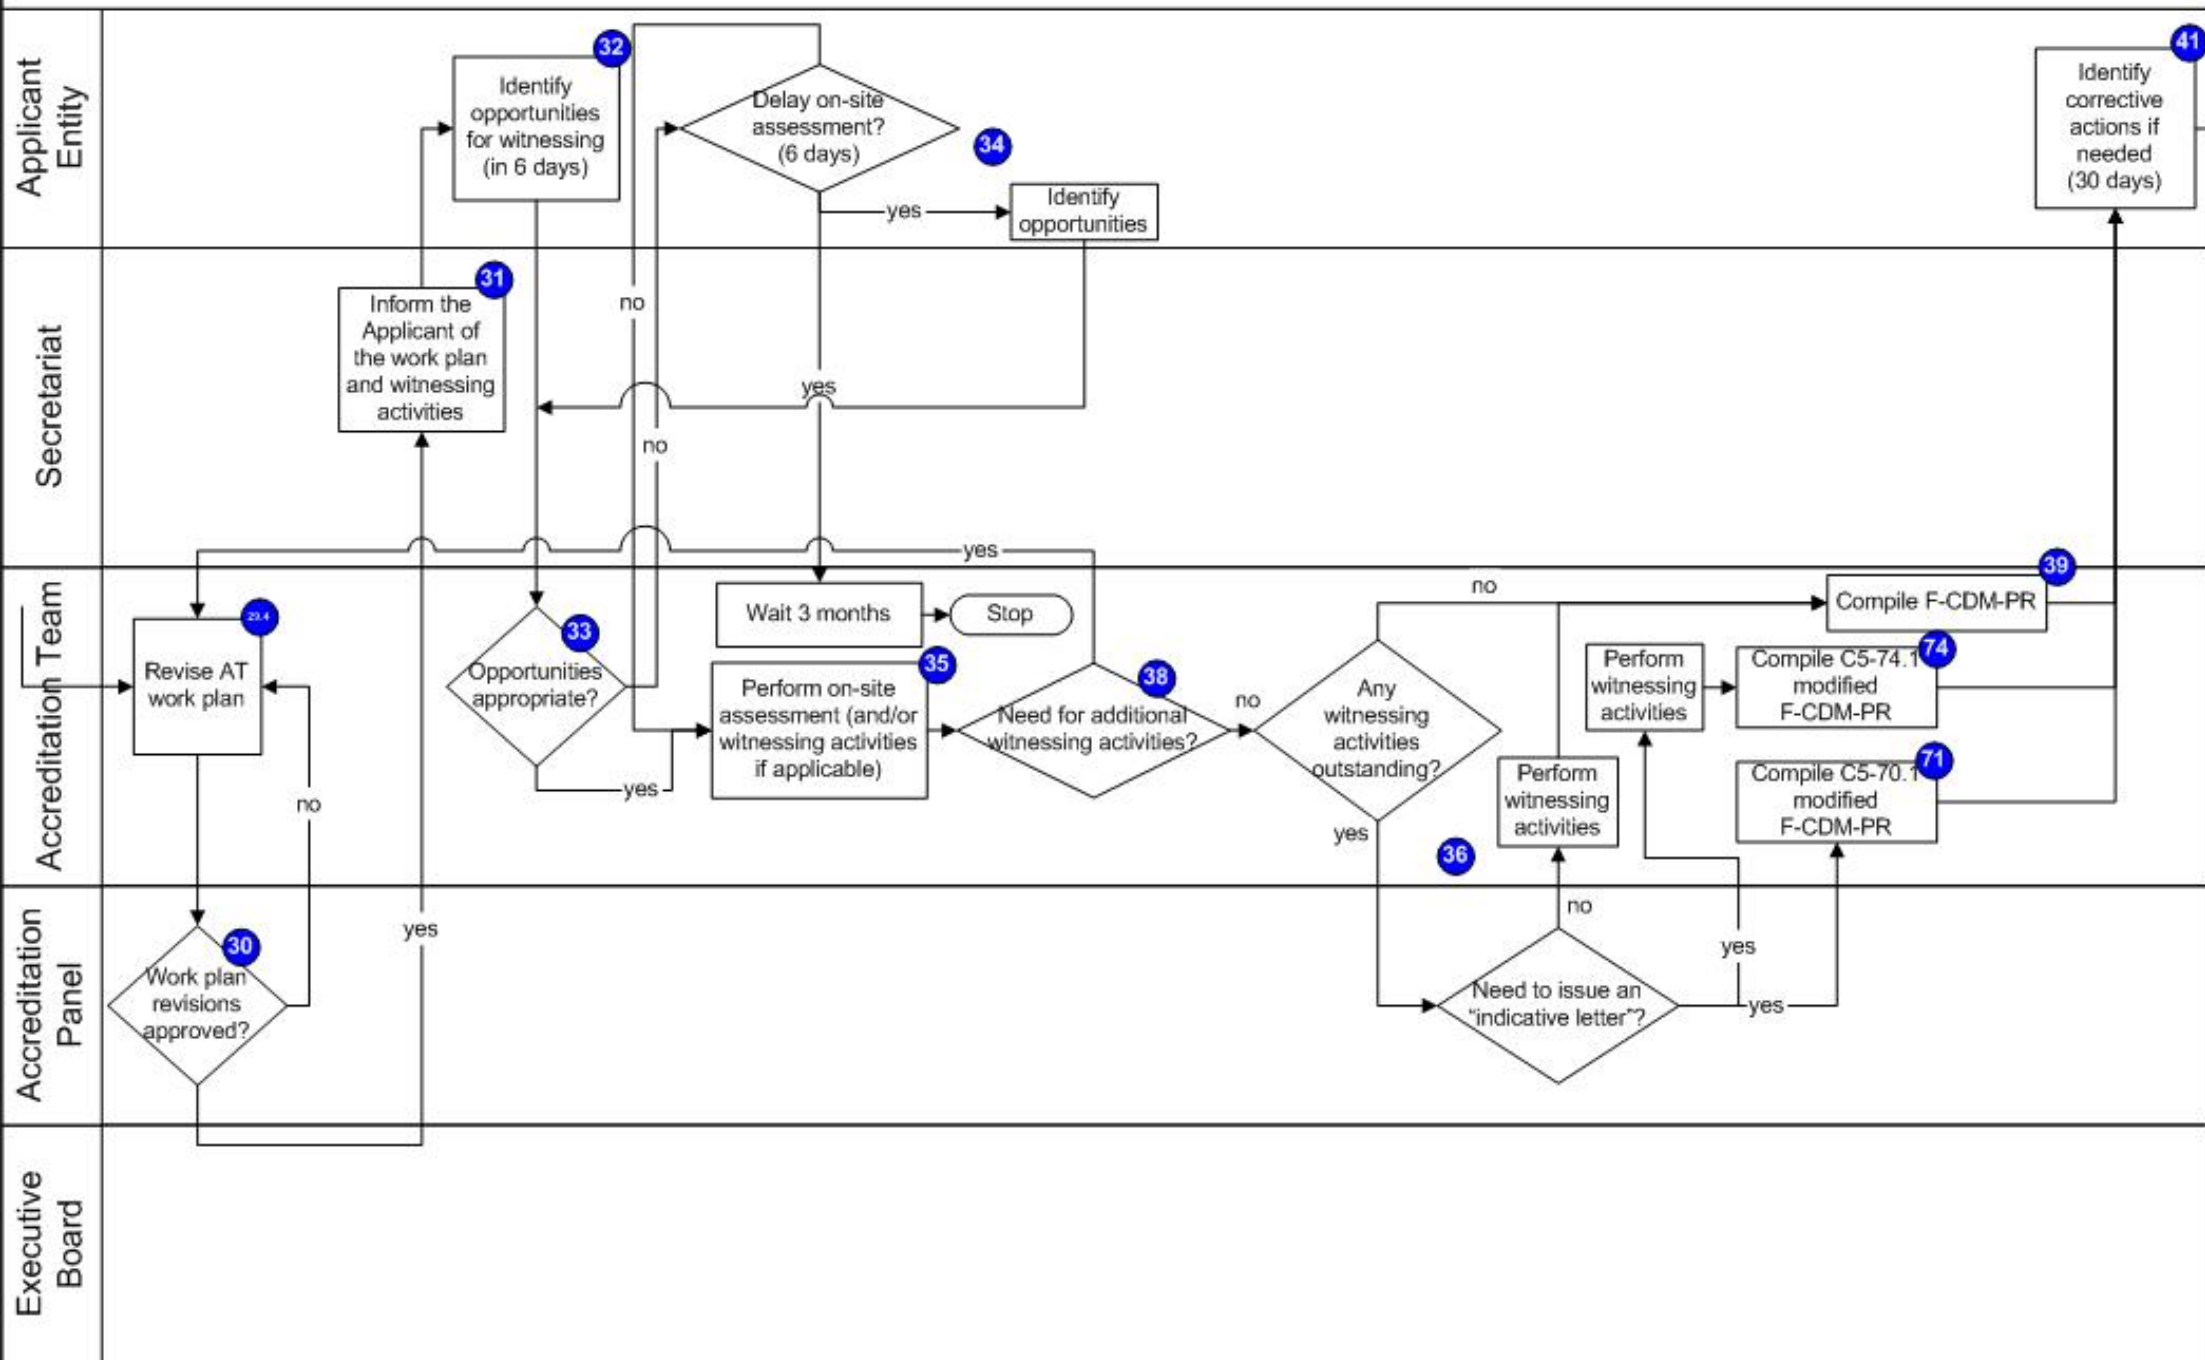 Applicant
Entity
32
Identify
opportunities
for witnessing
(in 6 days)
Delay on-site
assessment?
(6 days)
34
yes
Identify
opportunities
41
Identify
corrective
actions if
needed
(30 days)
Secretariat
31
Inform the
Applicant of
the work plan
and witnessing
activities
no
yes
no
yes
Accreditation Team
29.4
Revise AT
work plan
no
33
Opportunities
appropriate?
yes
Wait 3 months
Stop
35
Perform on-site
assessment (and/or
witnessing activities
if applicable)
38
Need for additional
witnessing activities?
no
Any
witnessing
activities
outstanding?
no
yes
36
Perform
witnessing
activities
Perform
witnessing
activities
39
Compile F-CDM-PR
74
Compile C5-74.1
modified
F-CDM-PR
71
Compile C5-70.1
modified
F-CDM-PR
Accreditation
Panel
30
Work plan
revisions
approved?
yes
no
Need to issue an
“indicative letter”?
yes
yes
Executive
Board